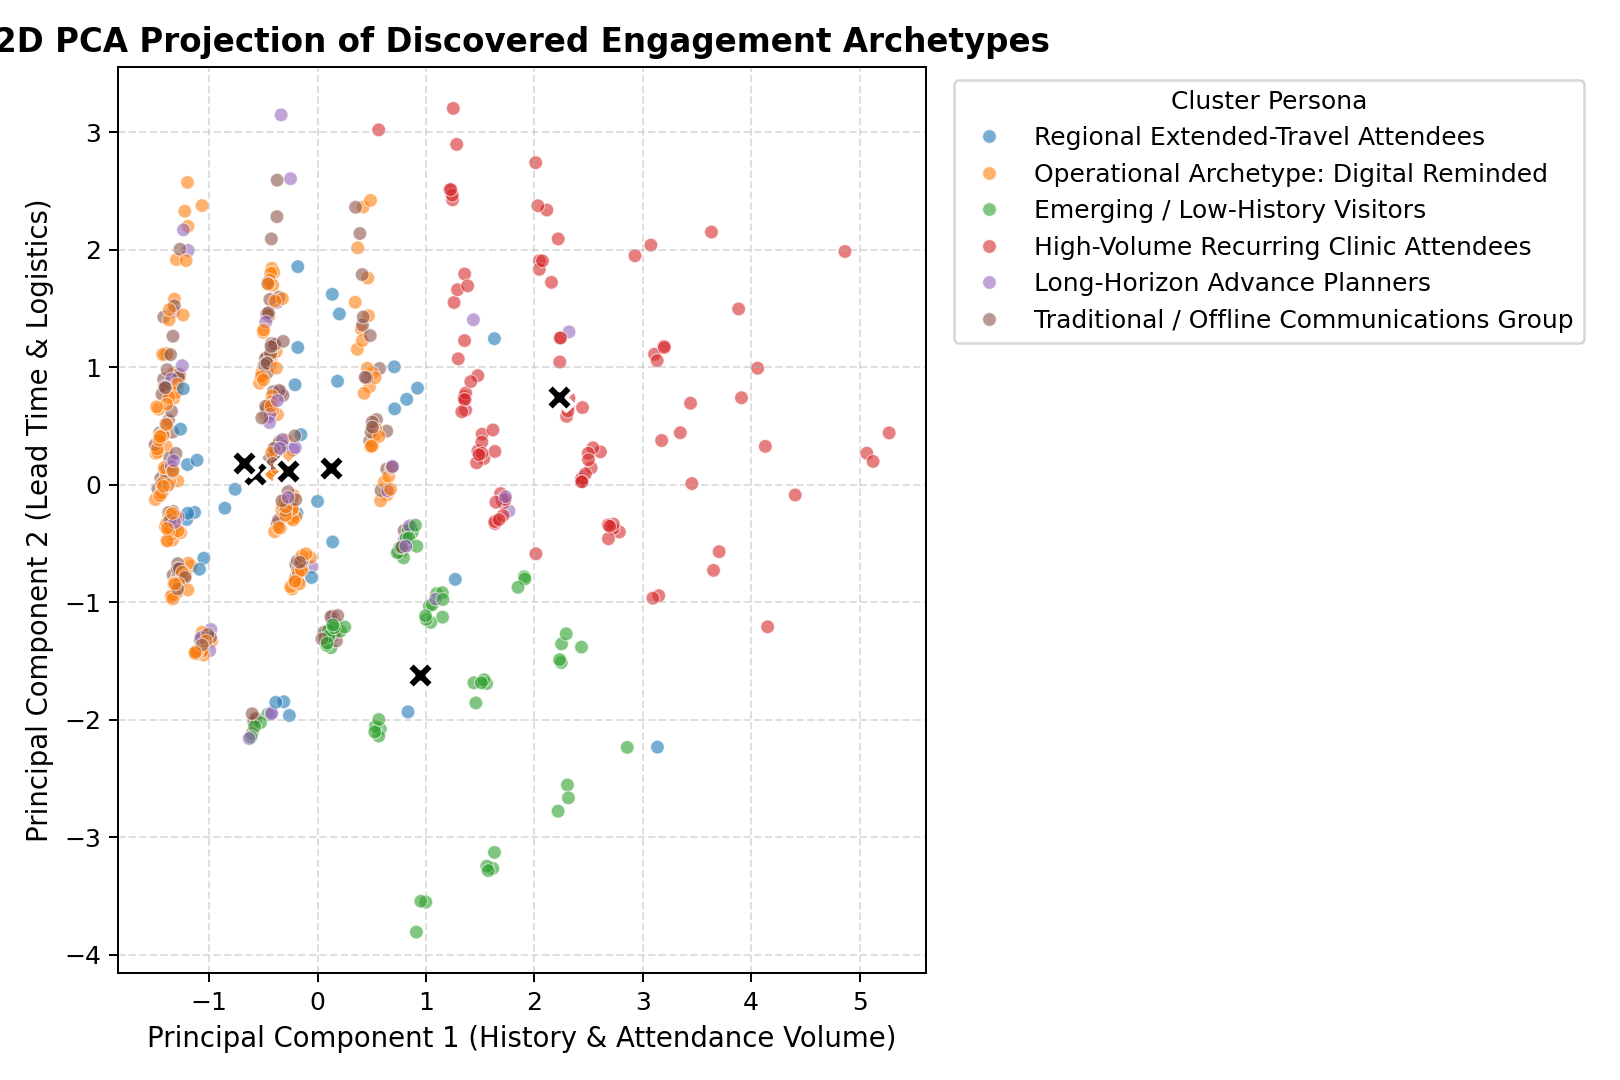 2D PCA Projection of Discovered Engagement Archetypes
Cluster Persona
Regional Extended-Travel Attendees
Operational Archetype: Digital Reminded
Emerging / Low-History Visitors
High-Volume Recurring Clinic Attendees
Long-Horizon Advance Planners
Traditional / Offline Communications Group
Principal Component 2 (Lead Time & Logistics)
3
2
1
0
−1
−2
−3
−4
−1
0
1
2
3
4
5
Principal Component 1 (History & Attendance Volume)